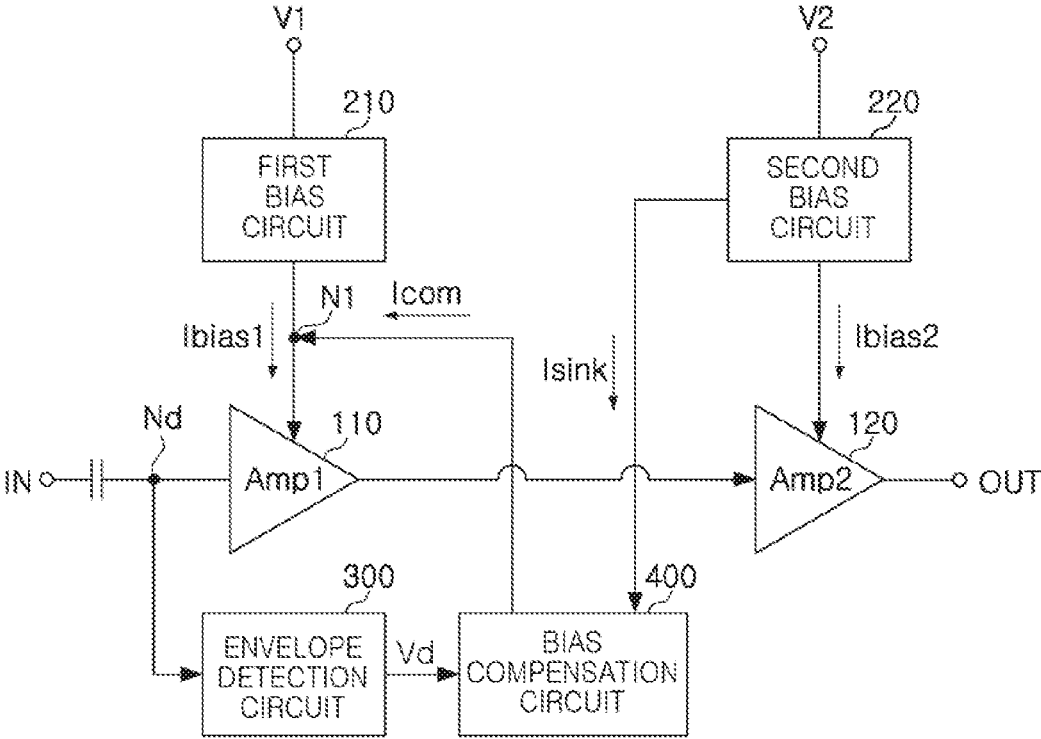 V1
V2
210
220
FIRST
BIAS
CIRCUIT
SECOND
BIAS
CIRCUIT
N1
Icom
Ibias1
Isink
Ibias2
Nd
110
120
IN
Amp1
Amp2
OUT
300
400
ENVELOPE
DETECTION
CIRCUIT
Vd
BIAS
COMPENSATION
CIRCUIT